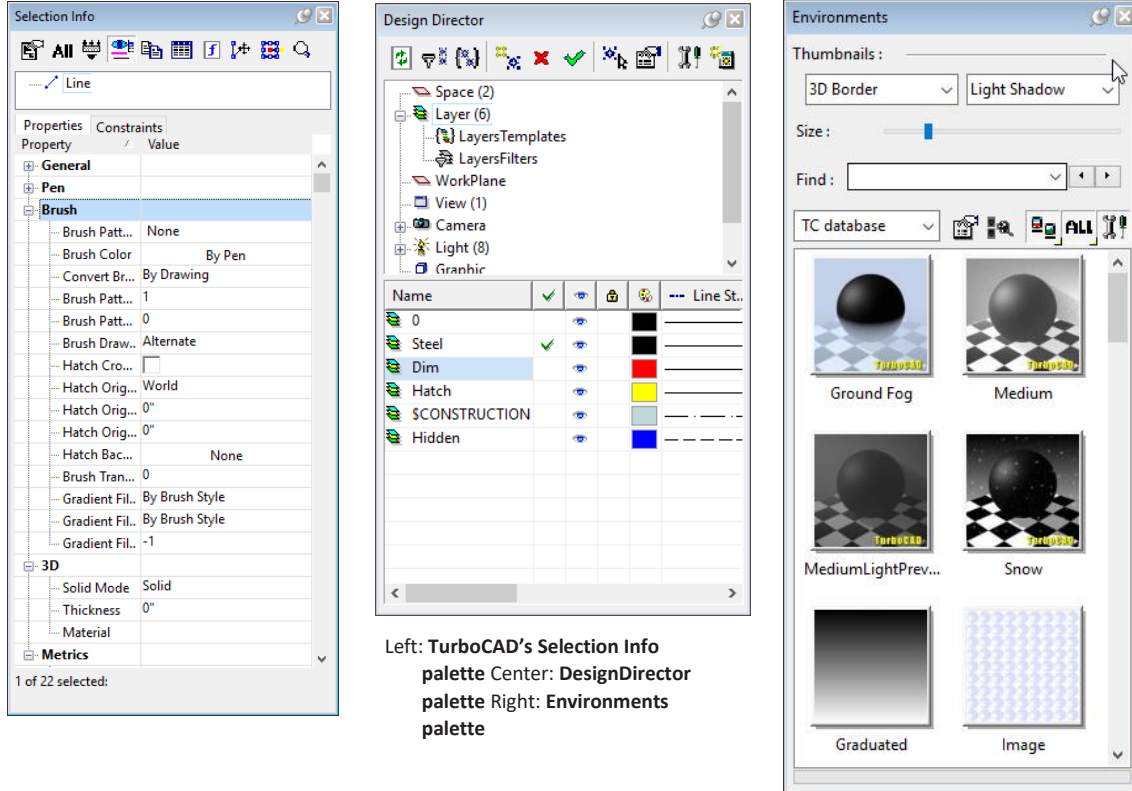 Selection Info
All
Line
Properties Constraints
Property / Value
General
Pen
Brush
Brush Patt... None
Brush Color By Pen
Convert Br... By Drawing
Brush Patt... 1
Brush Patt... 0
Brush Draw.. Alternate
Hatch Cro...
Hatch Orig... World
Hatch Orig... 0"
Hatch Orig... 0"
Hatch Bac... None
Brush Tran... 0
Gradient Fil.. By Brush Style
Gradient Fil.. By Brush Style
Gradient Fil.. -1
3D
Solid Mode Solid
Thickness 0"
Material
Metrics
1 of 22 selected:
Design Director
Space (2)
Layer (6)
LayersTemplates
LayersFilters
WorkPlane
View (1)
Camera
Light (8)
Graphic
Name Line St..
0
Steel
Dim
Hatch
$CONSTRUCTION
Hidden
Left: TurboCAD's Selection Info
palette Center: DesignDirector
palette Right: Environments
palette
Environments
Thumbnails :
3D Border Light Shadow
Size :
Find :
TC database ALL
TurboCAD TurboCAD
Ground Fog Medium
TurboCAD TurboCAD
MediumLightPrev... Snow
Graduated Image